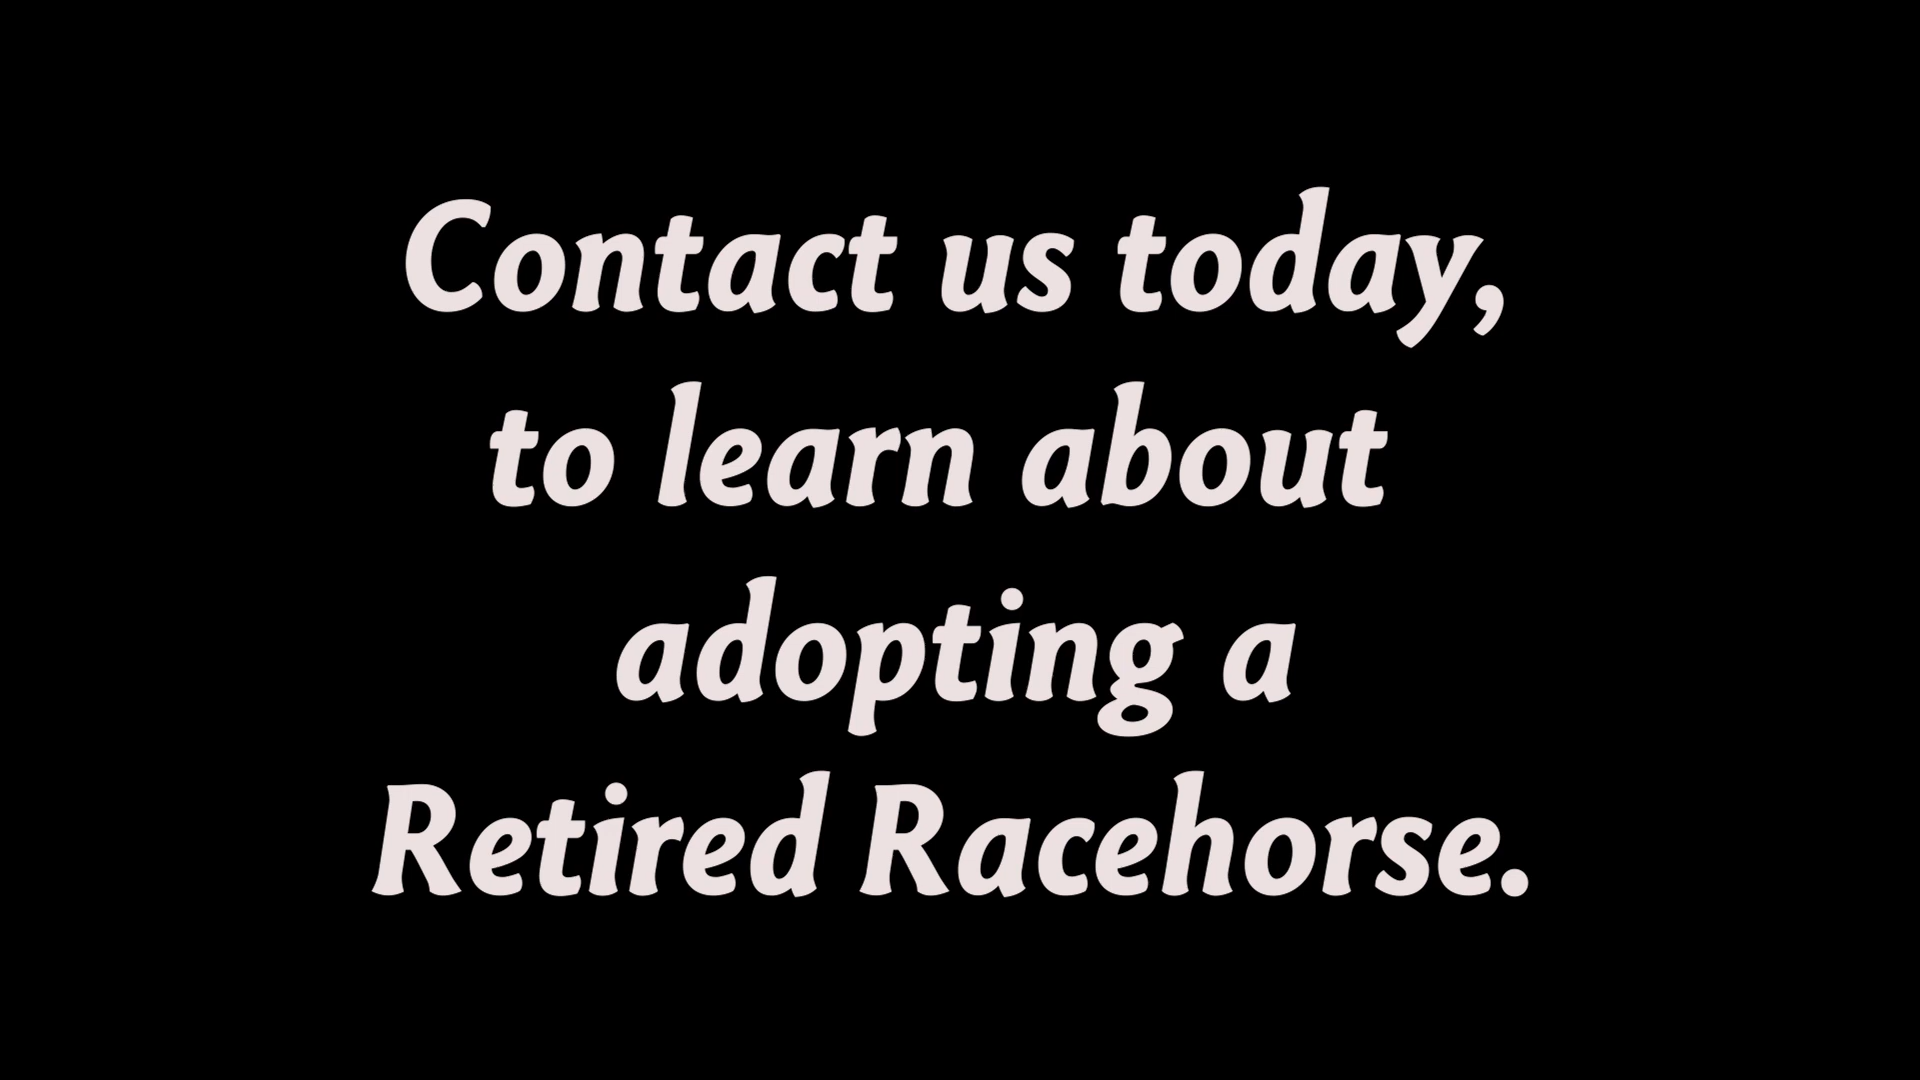 Contact us today,
to learn about
adopting a
Retired Racehorse.